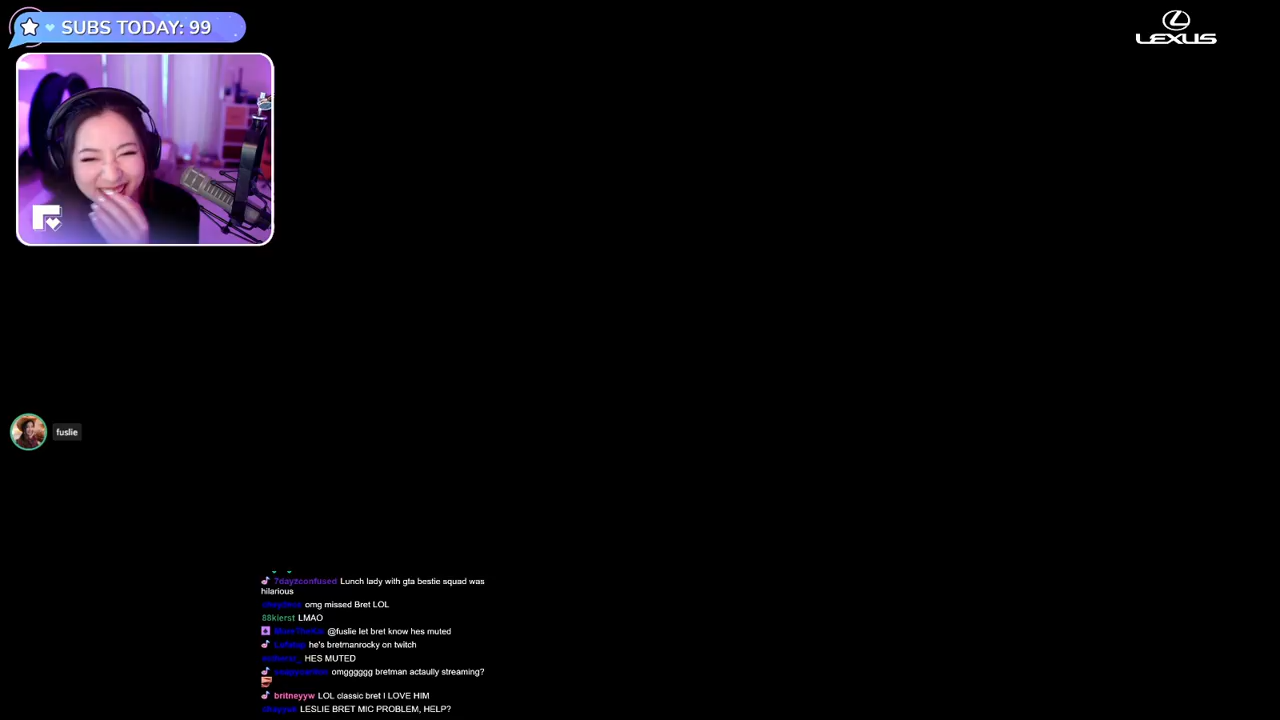 SUBS TODAY: 99
LEXUS
fuslie
7dayzconfused Lunch lady with gta bestie squad was
hilarious
omg missed Bret LOL
88kierst LMAO
@fuslie let bret know hes muted
he's bretmanrocky on twitch
HES MUTED
omgggggg bretman actaully streaming?
britneyyw LOL classic bret I LOVE HIM
LESLIE BRET MIC PROBLEM, HELP?